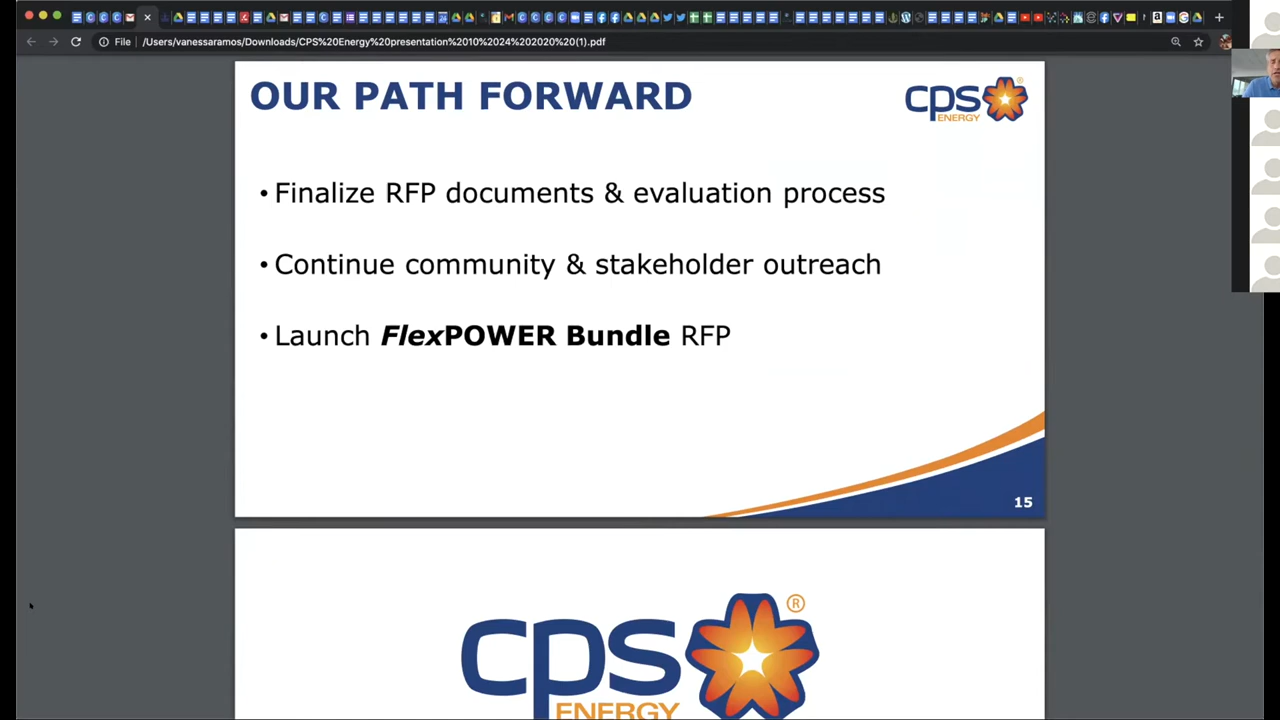 File
/Users/vanessaramos/Downloads/CPS%20Energy%20presentation%2010%2024%202020%20(1).pdf
OUR PATH FORWARD
cps
ENERGY
• Finalize RFP documents & evaluation process
• Continue community & stakeholder outreach
• Launch FlexPOWER Bundle RFP
15
cps
®
ENERGY